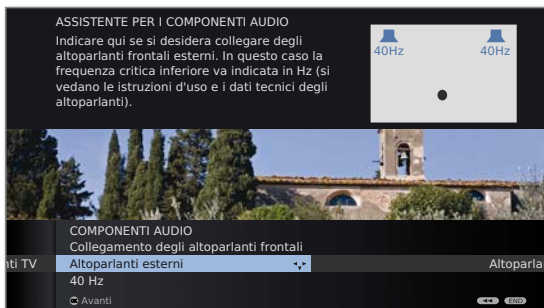 ASSISTENTE PER I COMPONENTI AUDIO
Indicare qui se si desidera collegare degli
altoparlanti frontali esterni. In questo caso la
frequenza critica inferiore va indicata in Hz (si
vedano le istruzioni d'uso e i dati tecnici degli
altoparlanti).
40Hz 40Hz
COMPONENTI AUDIO
Collegamento degli altoparlanti frontali
nti TV Altoparlanti esterni Altoparla
40 Hz
OK Avanti END